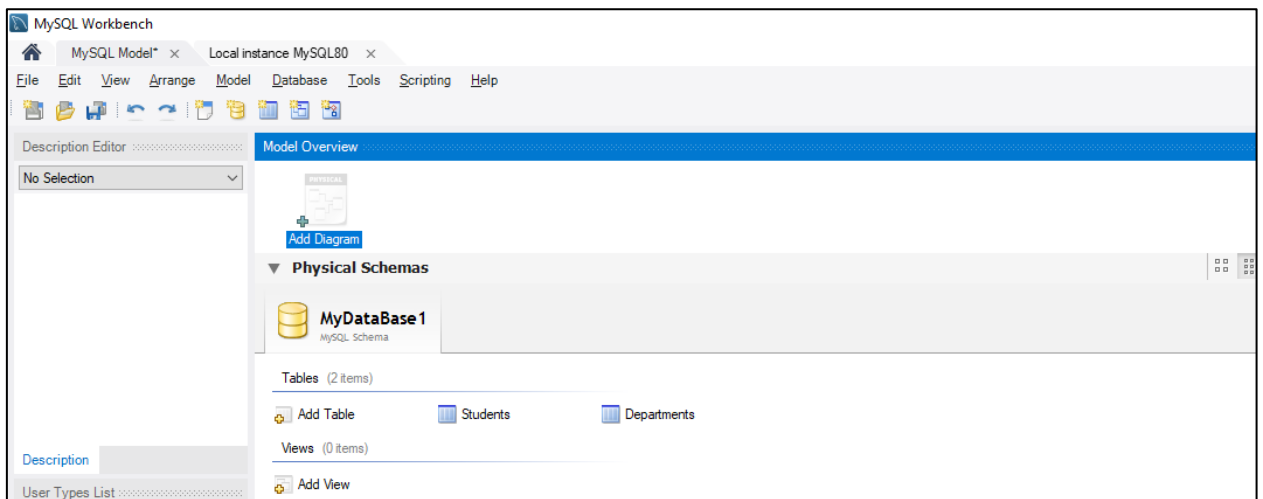 MySQL Workbench
MySQL Model* × Local instance MySQL80 ×
File Edit View Arrange Model Database Tools Scripting Help
Description Editor
Model Overview
No Selection
PHYSICAL
Add Diagram
Physical Schemas
MyDataBase1
MySQL Schema
Tables (2 items)
Add Table Students Departments
Views (0 items)
Description
Add View
User Types List